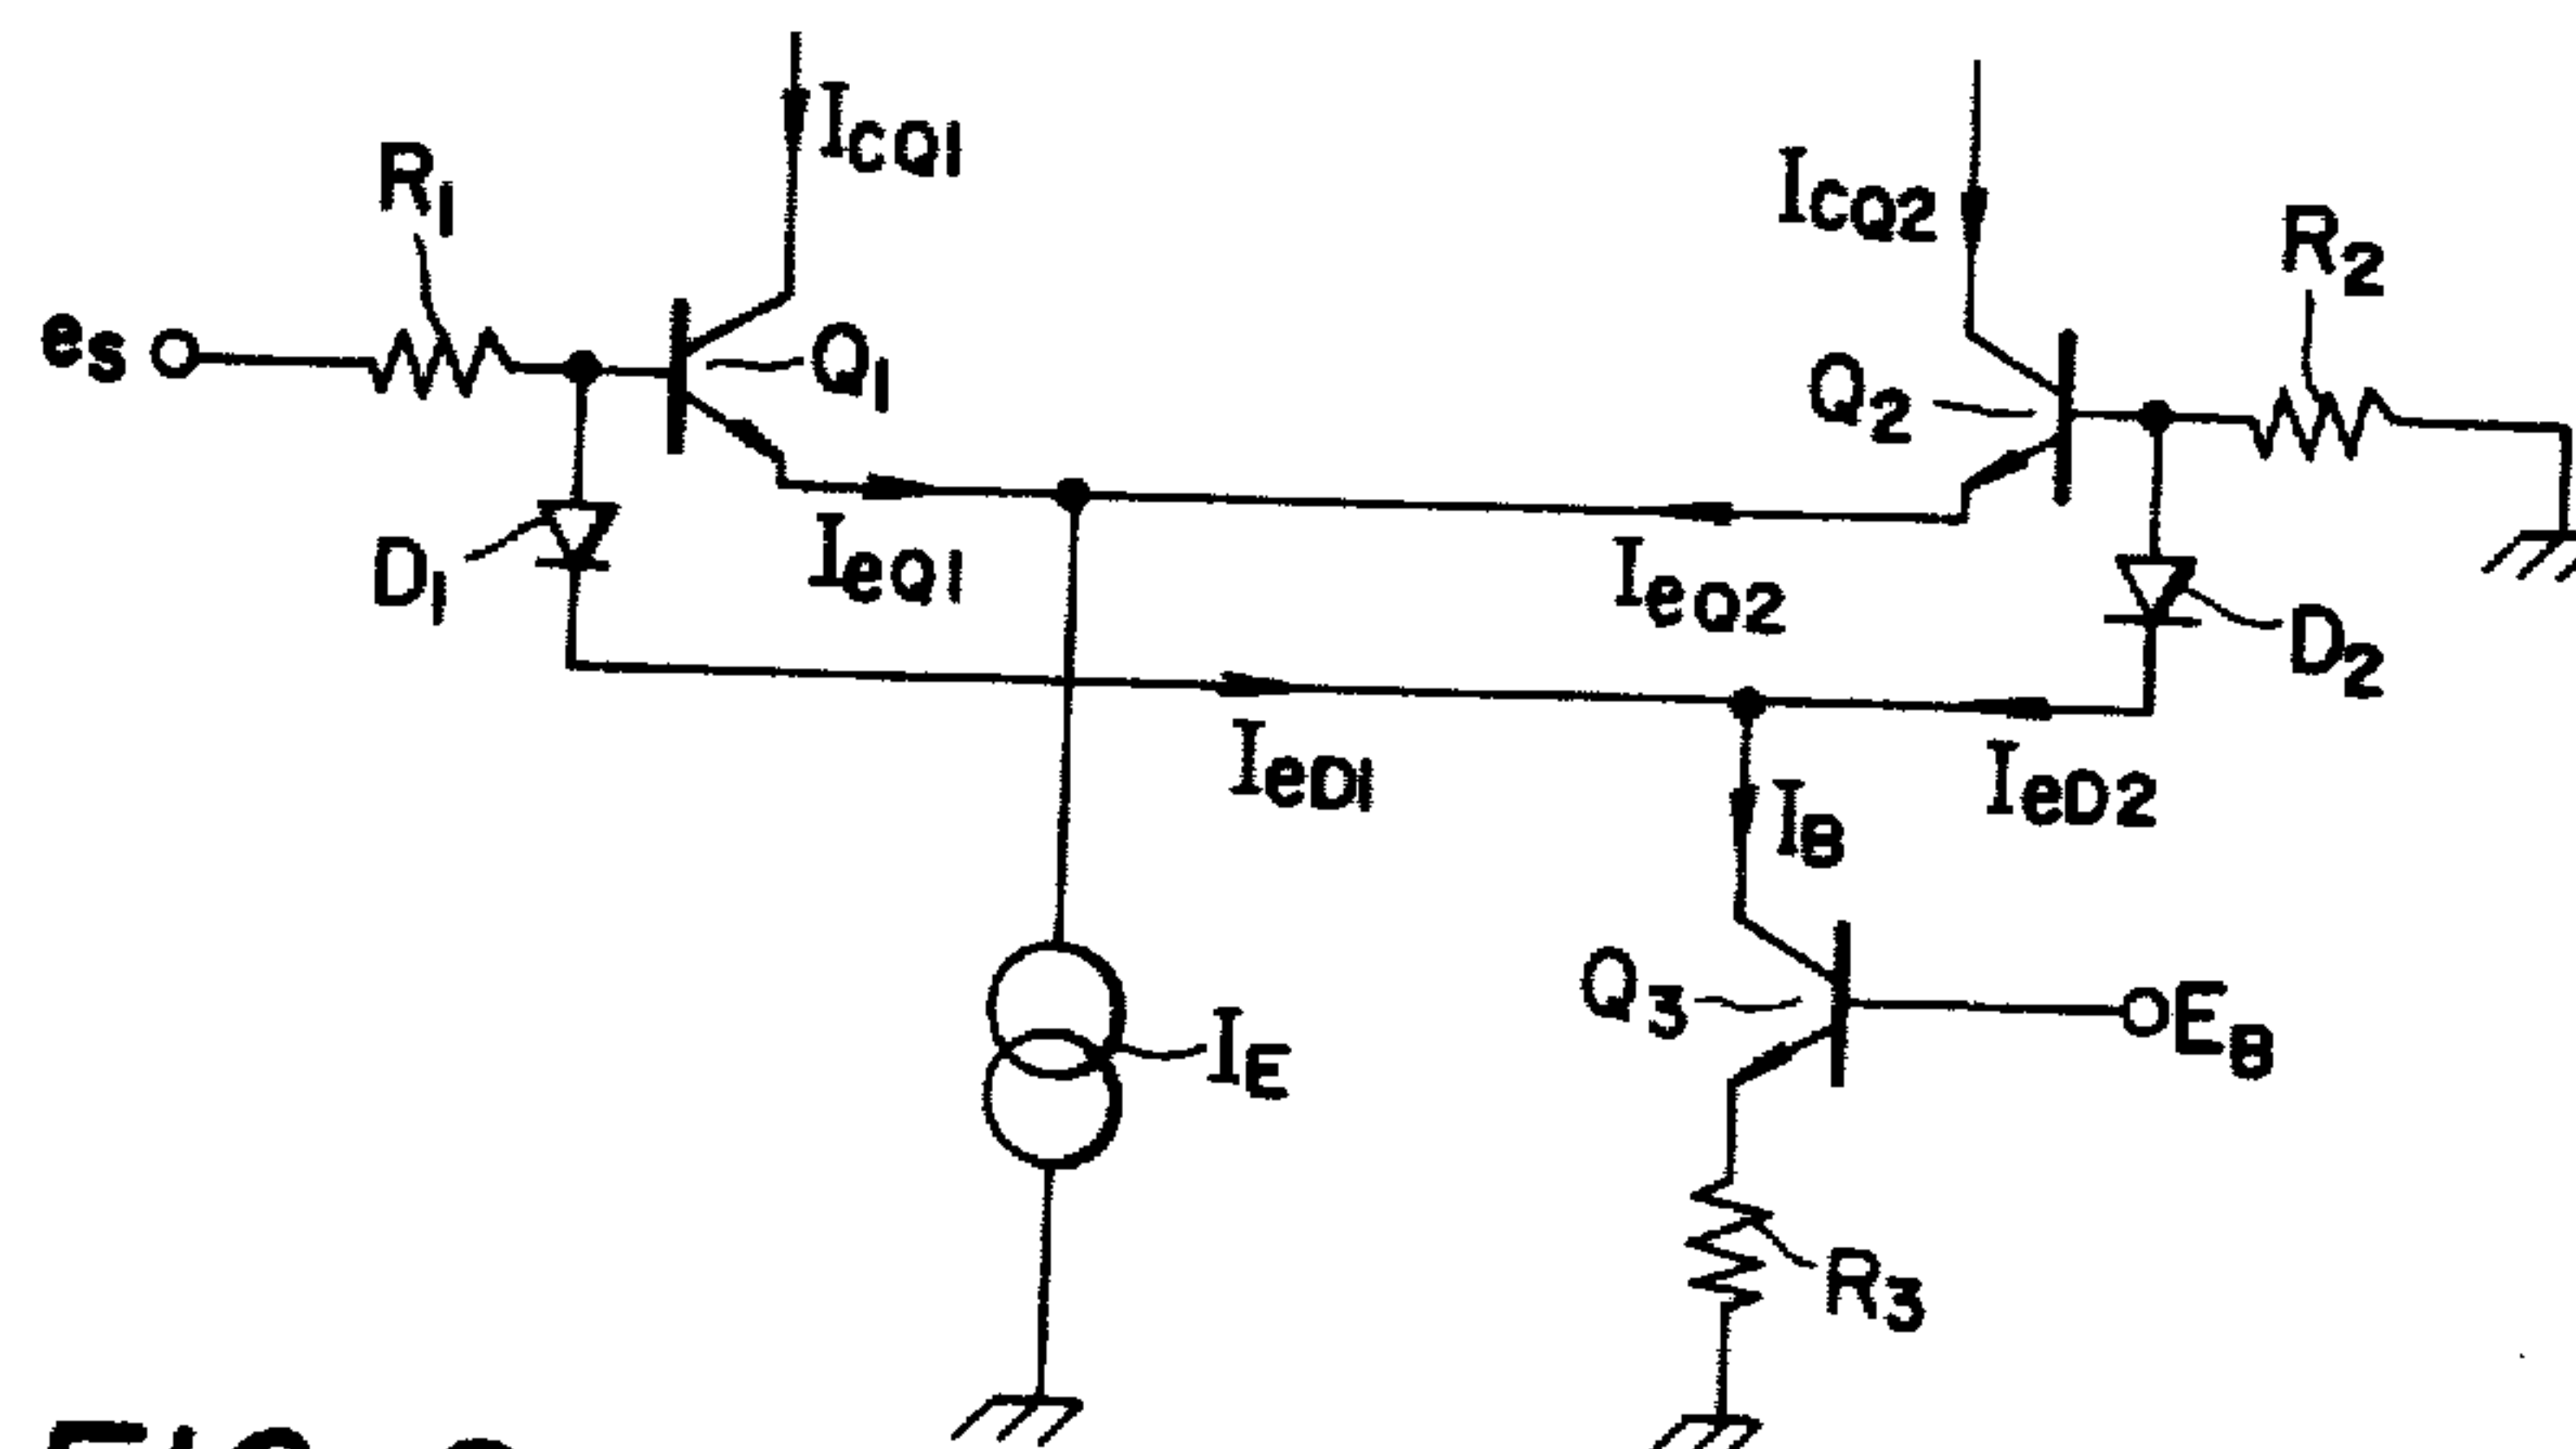 IcQ1
R1
IcQ2
R2
es
Q1
Q2
D1
IeQ1
IeQ2
D2
IeD1
IB
IeD2
Q3
EB
IE
R3